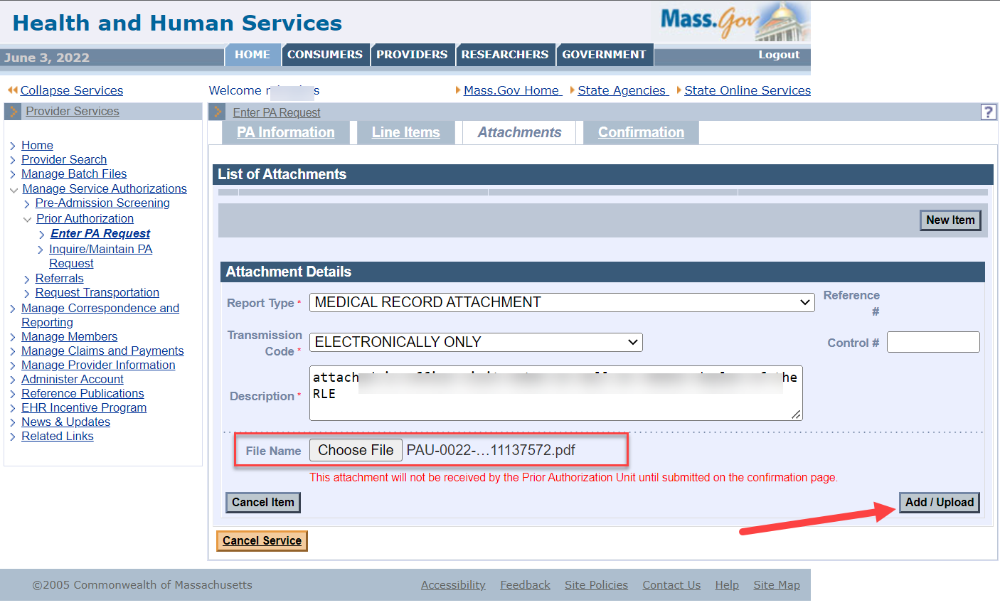 Health and Human Services
Mass.Gov
June 3, 2022
HOME CONSUMERS PROVIDERS RESEARCHERS GOVERNMENT
Logout
Collapse Services
Welcome
Mass.Gov Home State Agencies State Online Services
Provider Services
Home
Provider Search
Manage Batch Files
Manage Service Authorizations
Pre-Admission Screening
Prior Authorization
Enter PA Request
Inquire/Maintain PA
Request
Referrals
Request Transportation
Manage Correspondence and
Reporting
Manage Members
Manage Claims and Payments
Manage Provider Information
Administer Account
Reference Publications
EHR Incentive Program
News & Updates
Related Links
Enter PA Request
?
PA Information Line Items Attachments Confirmation
List of Attachments
New Item
Attachment Details
Report Type * MEDICAL RECORD ATTACHMENT
Reference
#
Transmission
Code * ELECTRONICALLY ONLY
Control #
Description *
the
RLE
File Name Choose File PAU-0022-...11137572.pdf
This attachment will not be received by the Prior Authorization Unit until submitted on the confirmation page.
Cancel Item
Add / Upload
Cancel Service
©2005 Commonwealth of Massachusetts
Accessibility Feedback Site Policies Contact Us Help Site Map